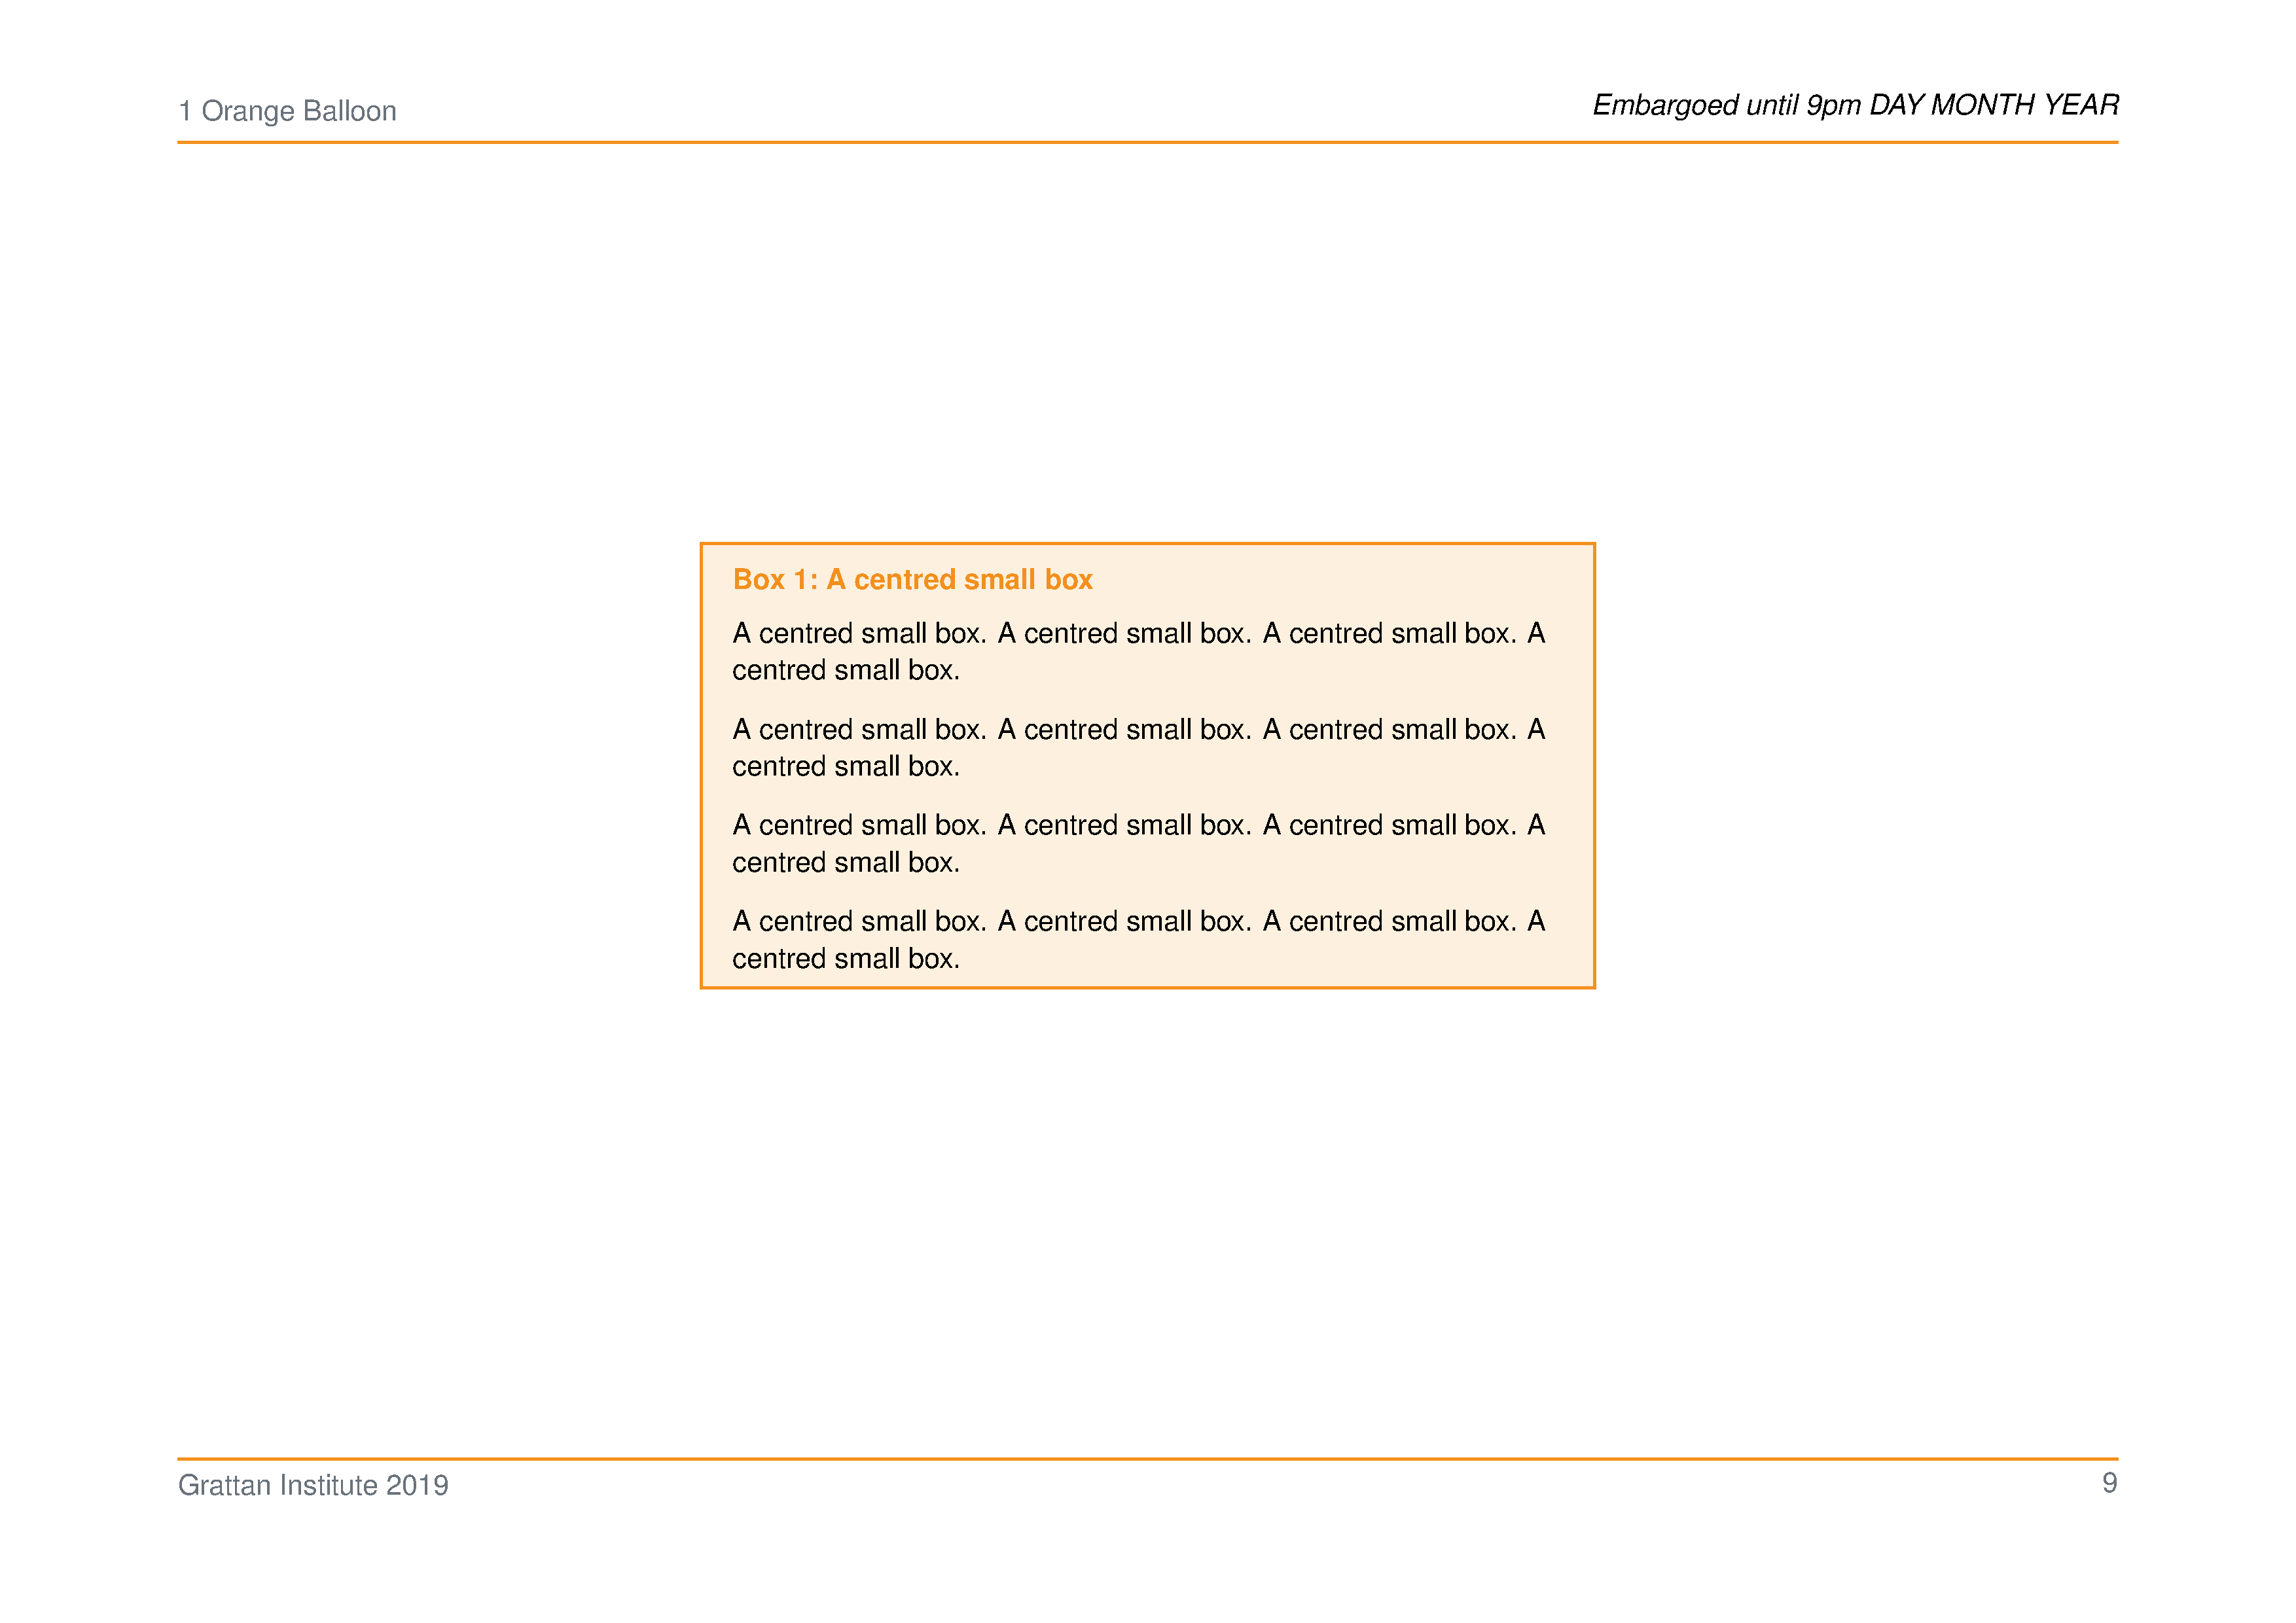 1 Orange Balloon
Embargoed until 9pm DAY MONTH YEAR
Box 1: A centred small box
A centred small box. A centred small box. A centred small box. A
centred small box.
A centred small box. A centred small box. A centred small box. A
centred small box.
A centred small box. A centred small box. A centred small box. A
centred small box.
A centred small box. A centred small box. A centred small box. A
centred small box.
Grattan Institute 2019
9